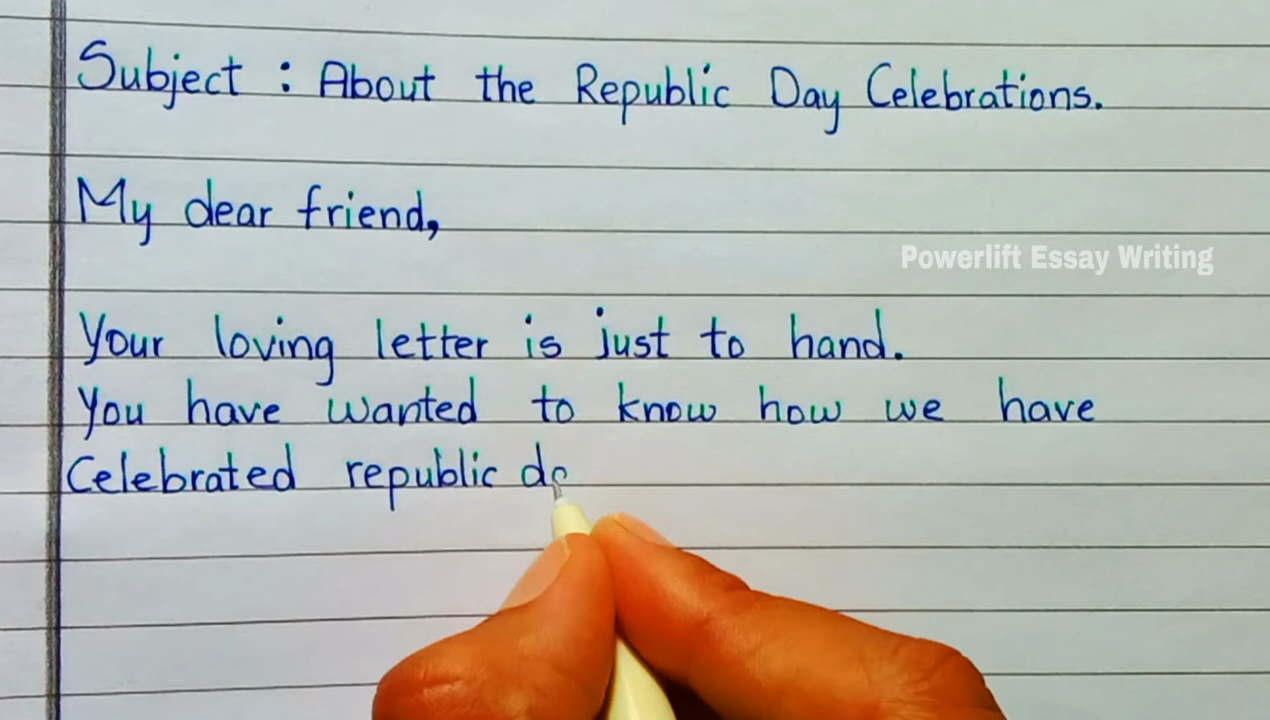 Subject : About the Republic Day Celebrations.
My dear friend,
Powerlift Essay Writing
Your loving letter is just to hand.
You have wanted to know how we have
Celebrated republic